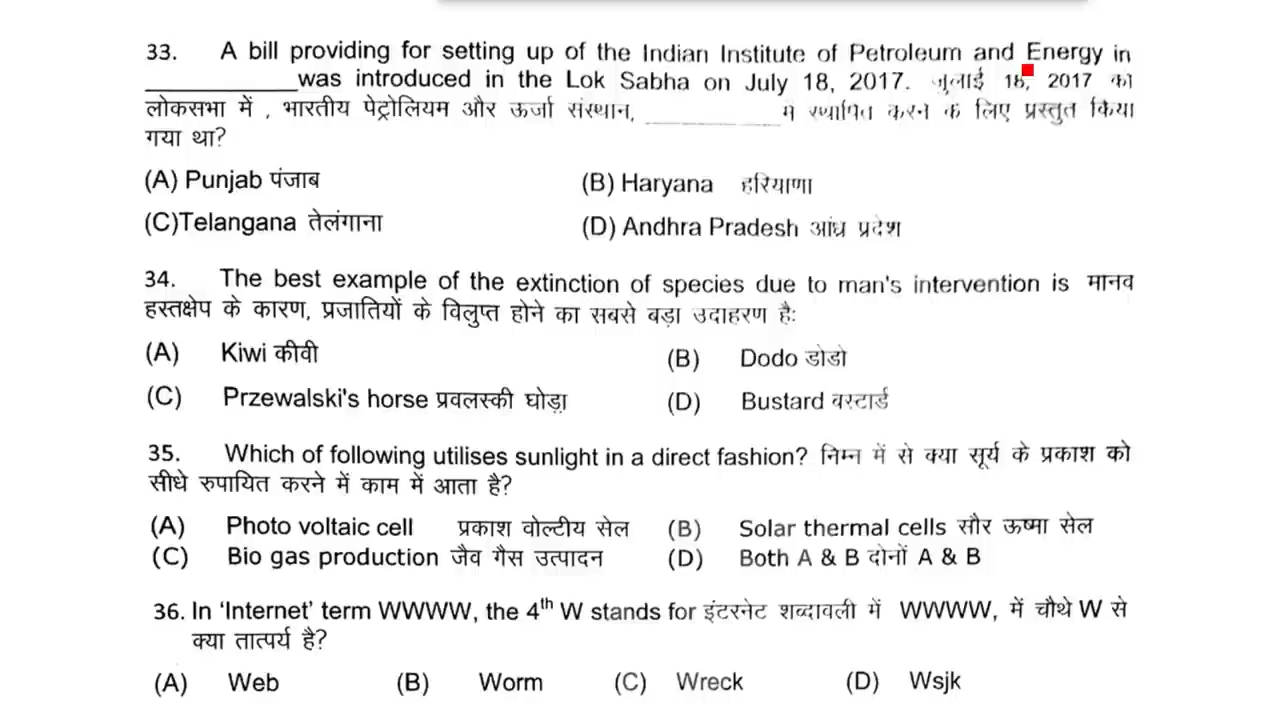 33. A bill providing for setting up of the Indian Institute of Petroleum and Energy in
____________was introduced in the Lok Sabha on July 18, 2017. जुलाई 18, 2017 को
लोकसभा में , भारतीय पेट्रोलियम और ऊर्जा संस्थान, ___________ में स्थापित करने के लिए प्रस्तुत किया
गया था?
(A) Punjab पंजाब (B) Haryana हरियाणा
(C)Telangana तेलंगाना (D) Andhra Pradesh आंध्र प्रदेश
34. The best example of the extinction of species due to man's intervention is मानव
हस्तक्षेप के कारण, प्रजातियों के विलुप्त होने का सबसे बड़ा उदाहरण है:
(A) Kiwi कीवी (B) Dodo डोडो
(C) Przewalski's horse प्रवलस्की घोड़ा (D) Bustard बस्टार्ड
35. Which of following utilises sunlight in a direct fashion? निम्न में से क्या सूर्य के प्रकाश को
सीधे रुपायित करने में काम में आता है?
(A) Photo voltaic cell प्रकाश वोल्टीय सेल (B) Solar thermal cells सौर ऊष्मा सेल
(C) Bio gas production जैव गैस उत्पादन (D) Both A & B दोनों A & B
36. In ‘Internet’ term WWWW, the 4th W stands for इंटरनेट शब्दावली में WWWW, में चौथे W से
क्या तात्पर्य है?
(A) Web (B) Worm (C) Wreck (D) Wsjk